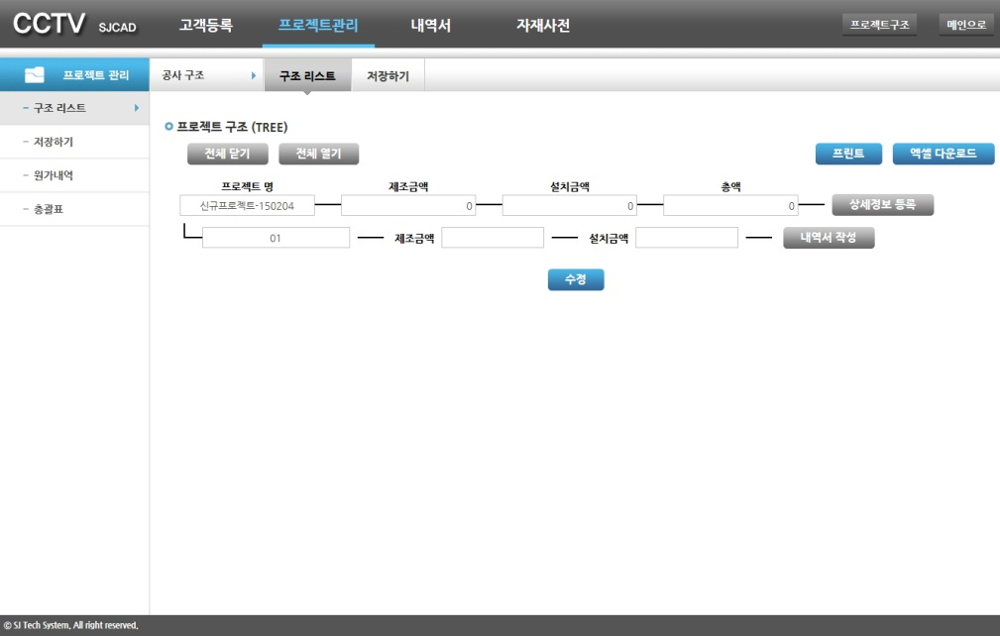 CCTV SJCAD 고객등록 프로젝트관리 내역서 자재사전 프로젝트구조 메인으로
프로젝트 관리 공사 구조 구조 리스트 저장하기
- 구조 리스트
- 저장하기
- 원가내역
- 총괄표
프로젝트 구조 (TREE)
전체 닫기 전체 열기 프린트 엑셀 다운로드
프로젝트 명 제조금액 설치금액 총액
신규프로젝트-150204 0 0 0 상세정보 등록
01 제조금액 설치금액 내역서 작성
수정
© SJ Tech System. All right reserved.